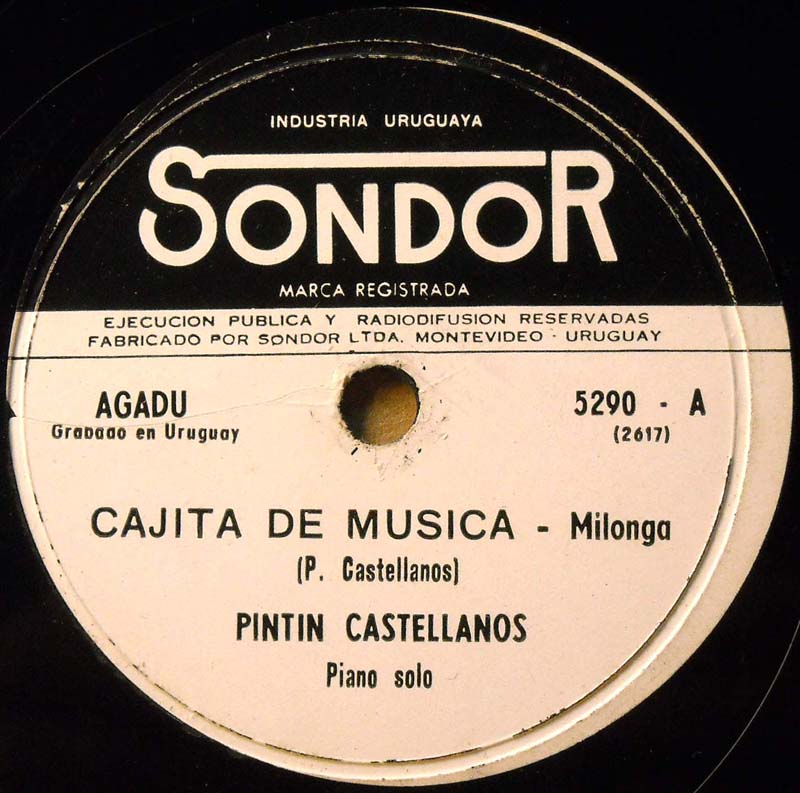 INDUSTRIA URUGUAYA
SONDOR
MARCA REGISTRADA
EJECUCION PUBLICA Y RADIODIFUSION RESERVADAS
FABRICADO POR SONDOR LTDA. MONTEVIDEO - URUGUAY
AGADU 5290 - A
Grabado en Uruguay (2617)
CAJITA DE MUSICA - Milonga
(P. Castellanos)
PINTIN CASTELLANOS
Piano solo